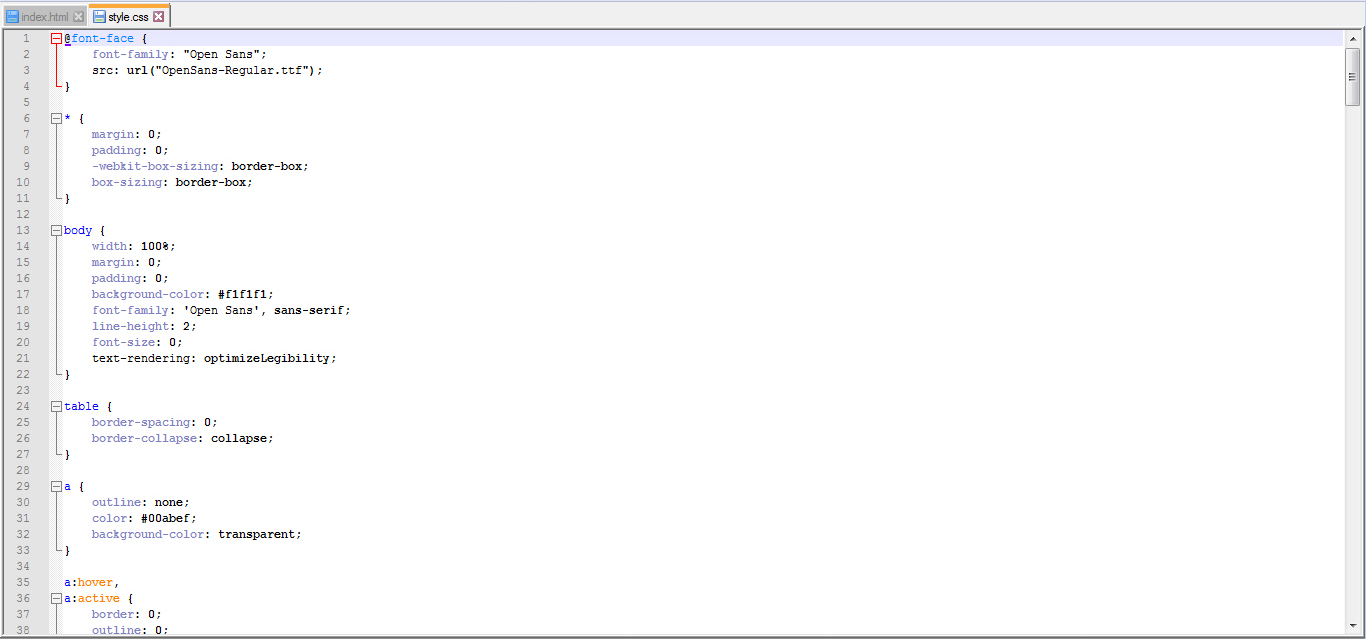 index.html style.css
1 @font-face {
2 font-family: "Open Sans";
3 src: url("OpenSans-Regular.ttf");
4 }
5
6 * {
7 margin: 0;
8 padding: 0;
9 -webkit-box-sizing: border-box;
10 box-sizing: border-box;
11 }
12
13 body {
14 width: 100%;
15 margin: 0;
16 padding: 0;
17 background-color: #f1f1f1;
18 font-family: 'Open Sans', sans-serif;
19 line-height: 2;
20 font-size: 0;
21 text-rendering: optimizeLegibility;
22 }
23
24 table {
25 border-spacing: 0;
26 border-collapse: collapse;
27 }
28
29 a {
30 outline: none;
31 color: #00abef;
32 background-color: transparent;
33 }
34
35 a:hover,
36 a:active {
37 border: 0;
38 outline: 0;